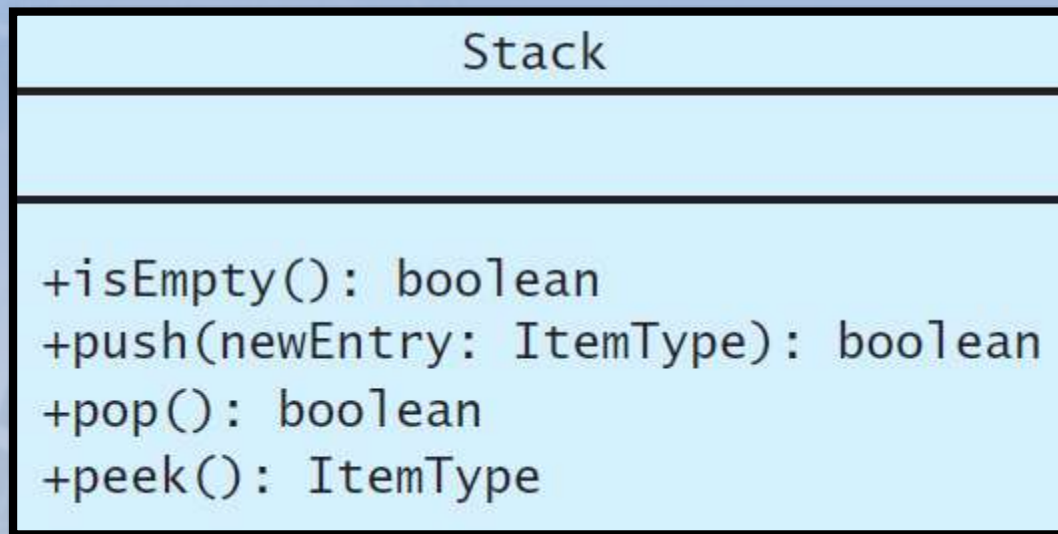 Stack
+isEmpty(): boolean
+push(newEntry: ItemType): boolean
+pop(): boolean
+peek(): ItemType